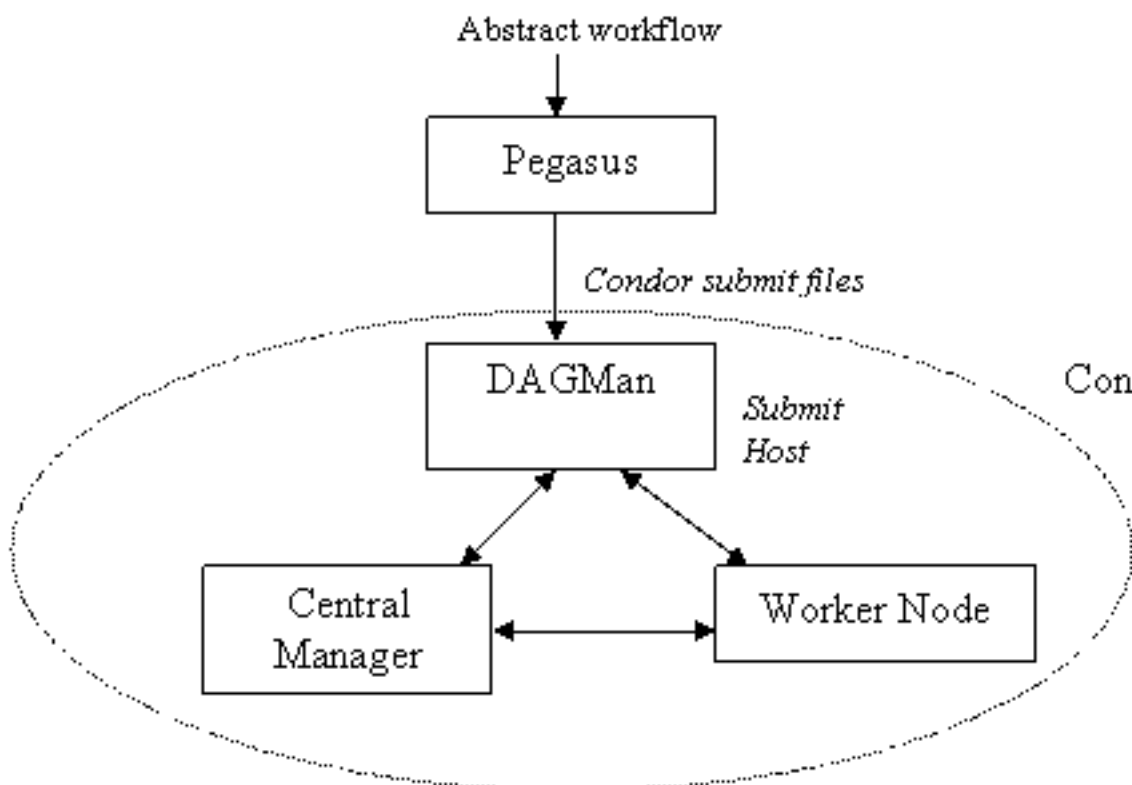 Abstract workflow
Pegasus
Condor submit files
DAGMan
Submit
Host
Con
Central
Manager
Worker Node